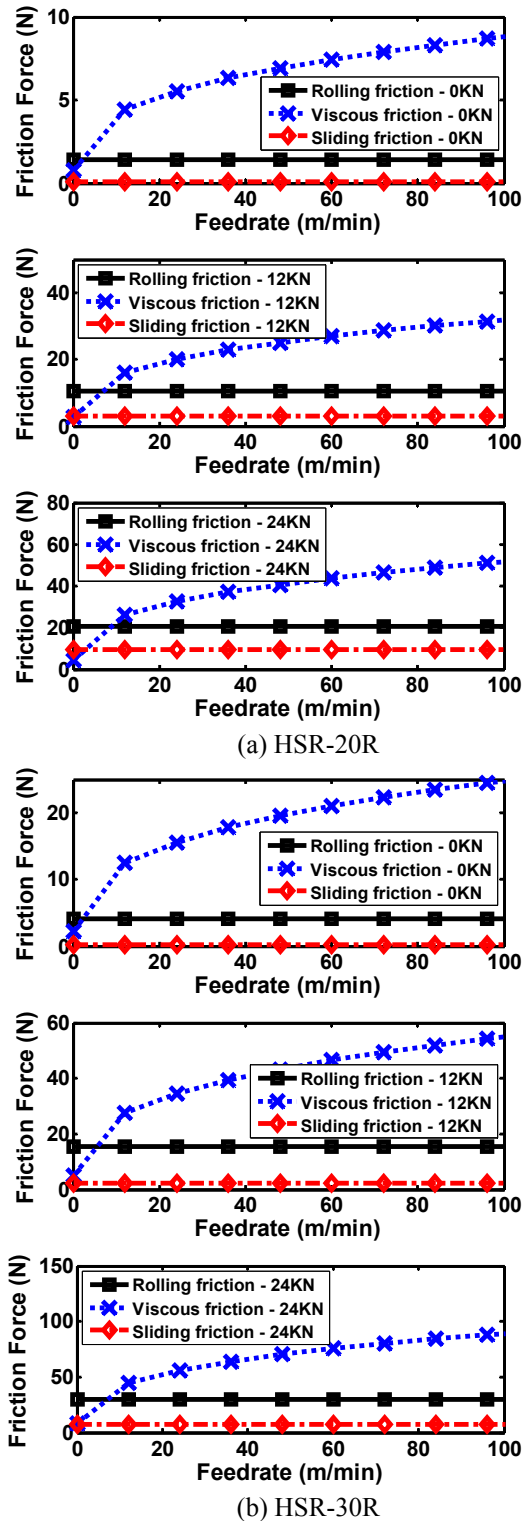 10
5
0
Friction Force (N)
Rolling friction - 0KN
Viscous friction - 0KN
Sliding friction - 0KN
0 20 40 60 80 100
Feedrate (m/min)
40
20
0
Friction Force (N)
Rolling friction - 12KN
Viscous friction - 12KN
Sliding friction - 12KN
0 20 40 60 80 100
Feedrate (m/min)
80
60
40
20
0
Friction Force (N)
Rolling friction - 24KN
Viscous friction - 24KN
Sliding friction - 24KN
0 20 40 60 80 100
Feedrate (m/min)
(a) HSR-20R
20
10
0
Friction Force (N)
Rolling friction - 0KN
Viscous friction - 0KN
Sliding friction - 0KN
0 20 40 60 80 100
Feedrate (m/min)
60
40
20
0
Friction Force (N)
Rolling friction - 12KN
Viscous friction - 12KN
Sliding friction - 12KN
0 20 40 60 80 100
Feedrate (m/min)
150
100
50
0
Friction Force (N)
Rolling friction - 24KN
Viscous friction - 24KN
Sliding friction - 24KN
0 20 40 60 80 100
Feedrate (m/min)
(b) HSR-30R